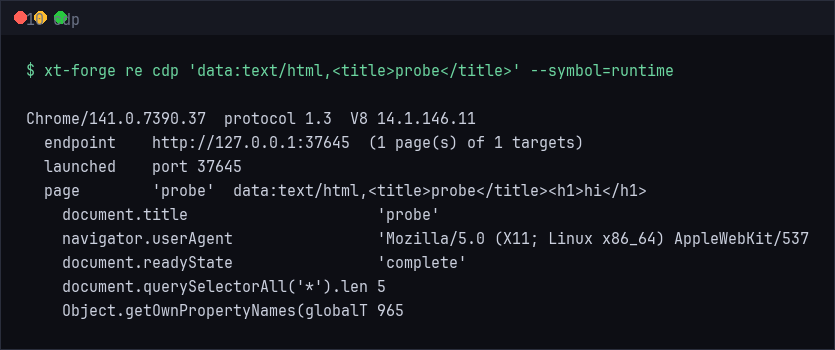 10 cdp
$ xt-forge re cdp 'data:text/html,<title>probe</title>' --symbol=runtime
Chrome/141.0.7390.37  protocol 1.3  V8 14.1.146.11
endpoint    http://127.0.0.1:37645  (1 page(s) of 1 targets)
launched    port 37645
page        'probe'  data:text/html,<title>probe</title><h1>hi</h1>
document.title                     'probe'
navigator.userAgent                'Mozilla/5.0 (X11; Linux x86_64) AppleWebKit/537
document.readyState                'complete'
document.querySelectorAll('*').len 5
Object.getOwnPropertyNames(globalT 965